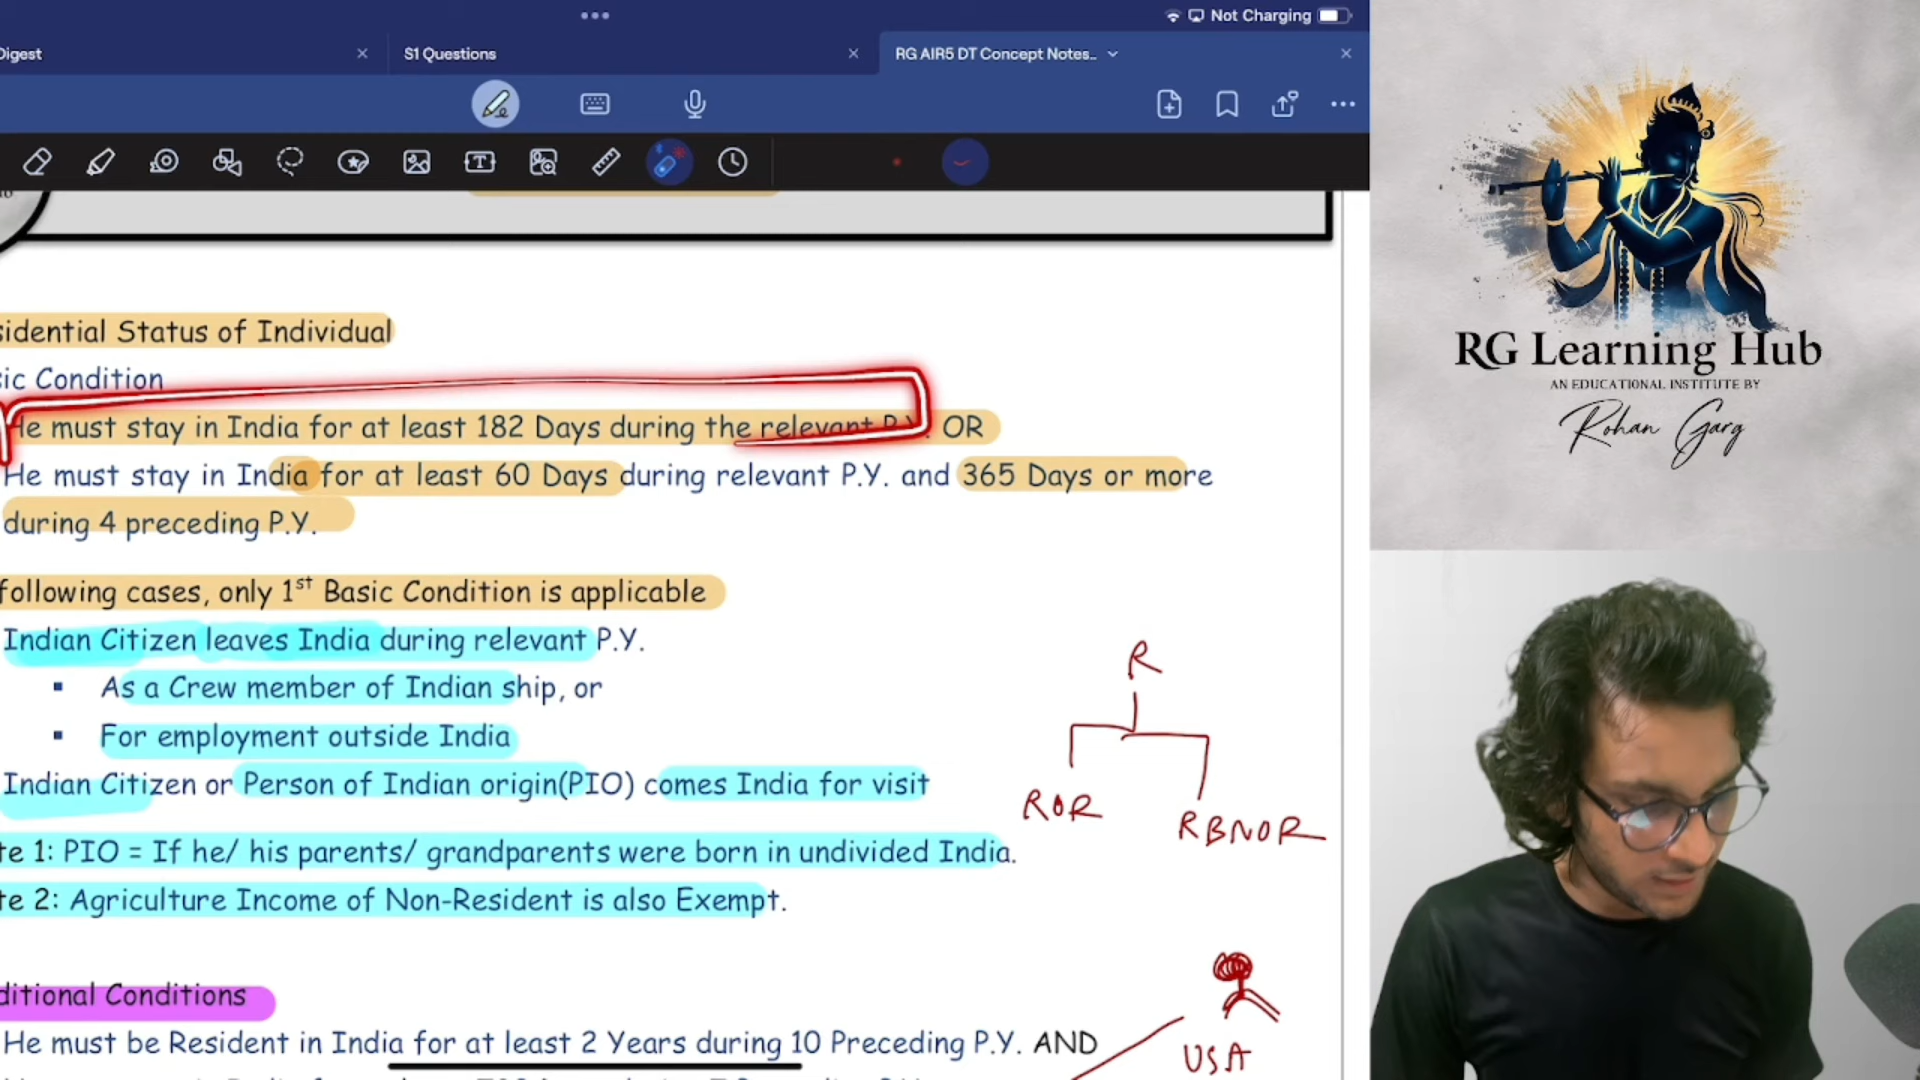 Not Charging
Digest
S1 Questions
RG AIR5 DT Concept Notes..
sidential Status of Individual
sic Condition
He must stay in India for at least 182 Days during the relevant P.Y. OR
He must stay in India for at least 60 Days during relevant P.Y. and 365 Days or more
during 4 preceding P.Y.
following cases, only 1st Basic Condition is applicable
Indian Citizen leaves India during relevant P.Y.
▪ As a Crew member of Indian ship, or
▪ For employment outside India
Indian Citizen or Person of Indian origin(PIO) comes India for visit
te 1: PIO = If he/ his parents/ grandparents were born in undivided India.
te 2: Agriculture Income of Non-Resident is also Exempt.
R
ROR
RBNOR
ditional Conditions
He must be Resident in India for at least 2 Years during 10 Preceding P.Y. AND
USA
RG Learning Hub
AN EDUCATIONAL INSTITUTE BY
Rohan Garg